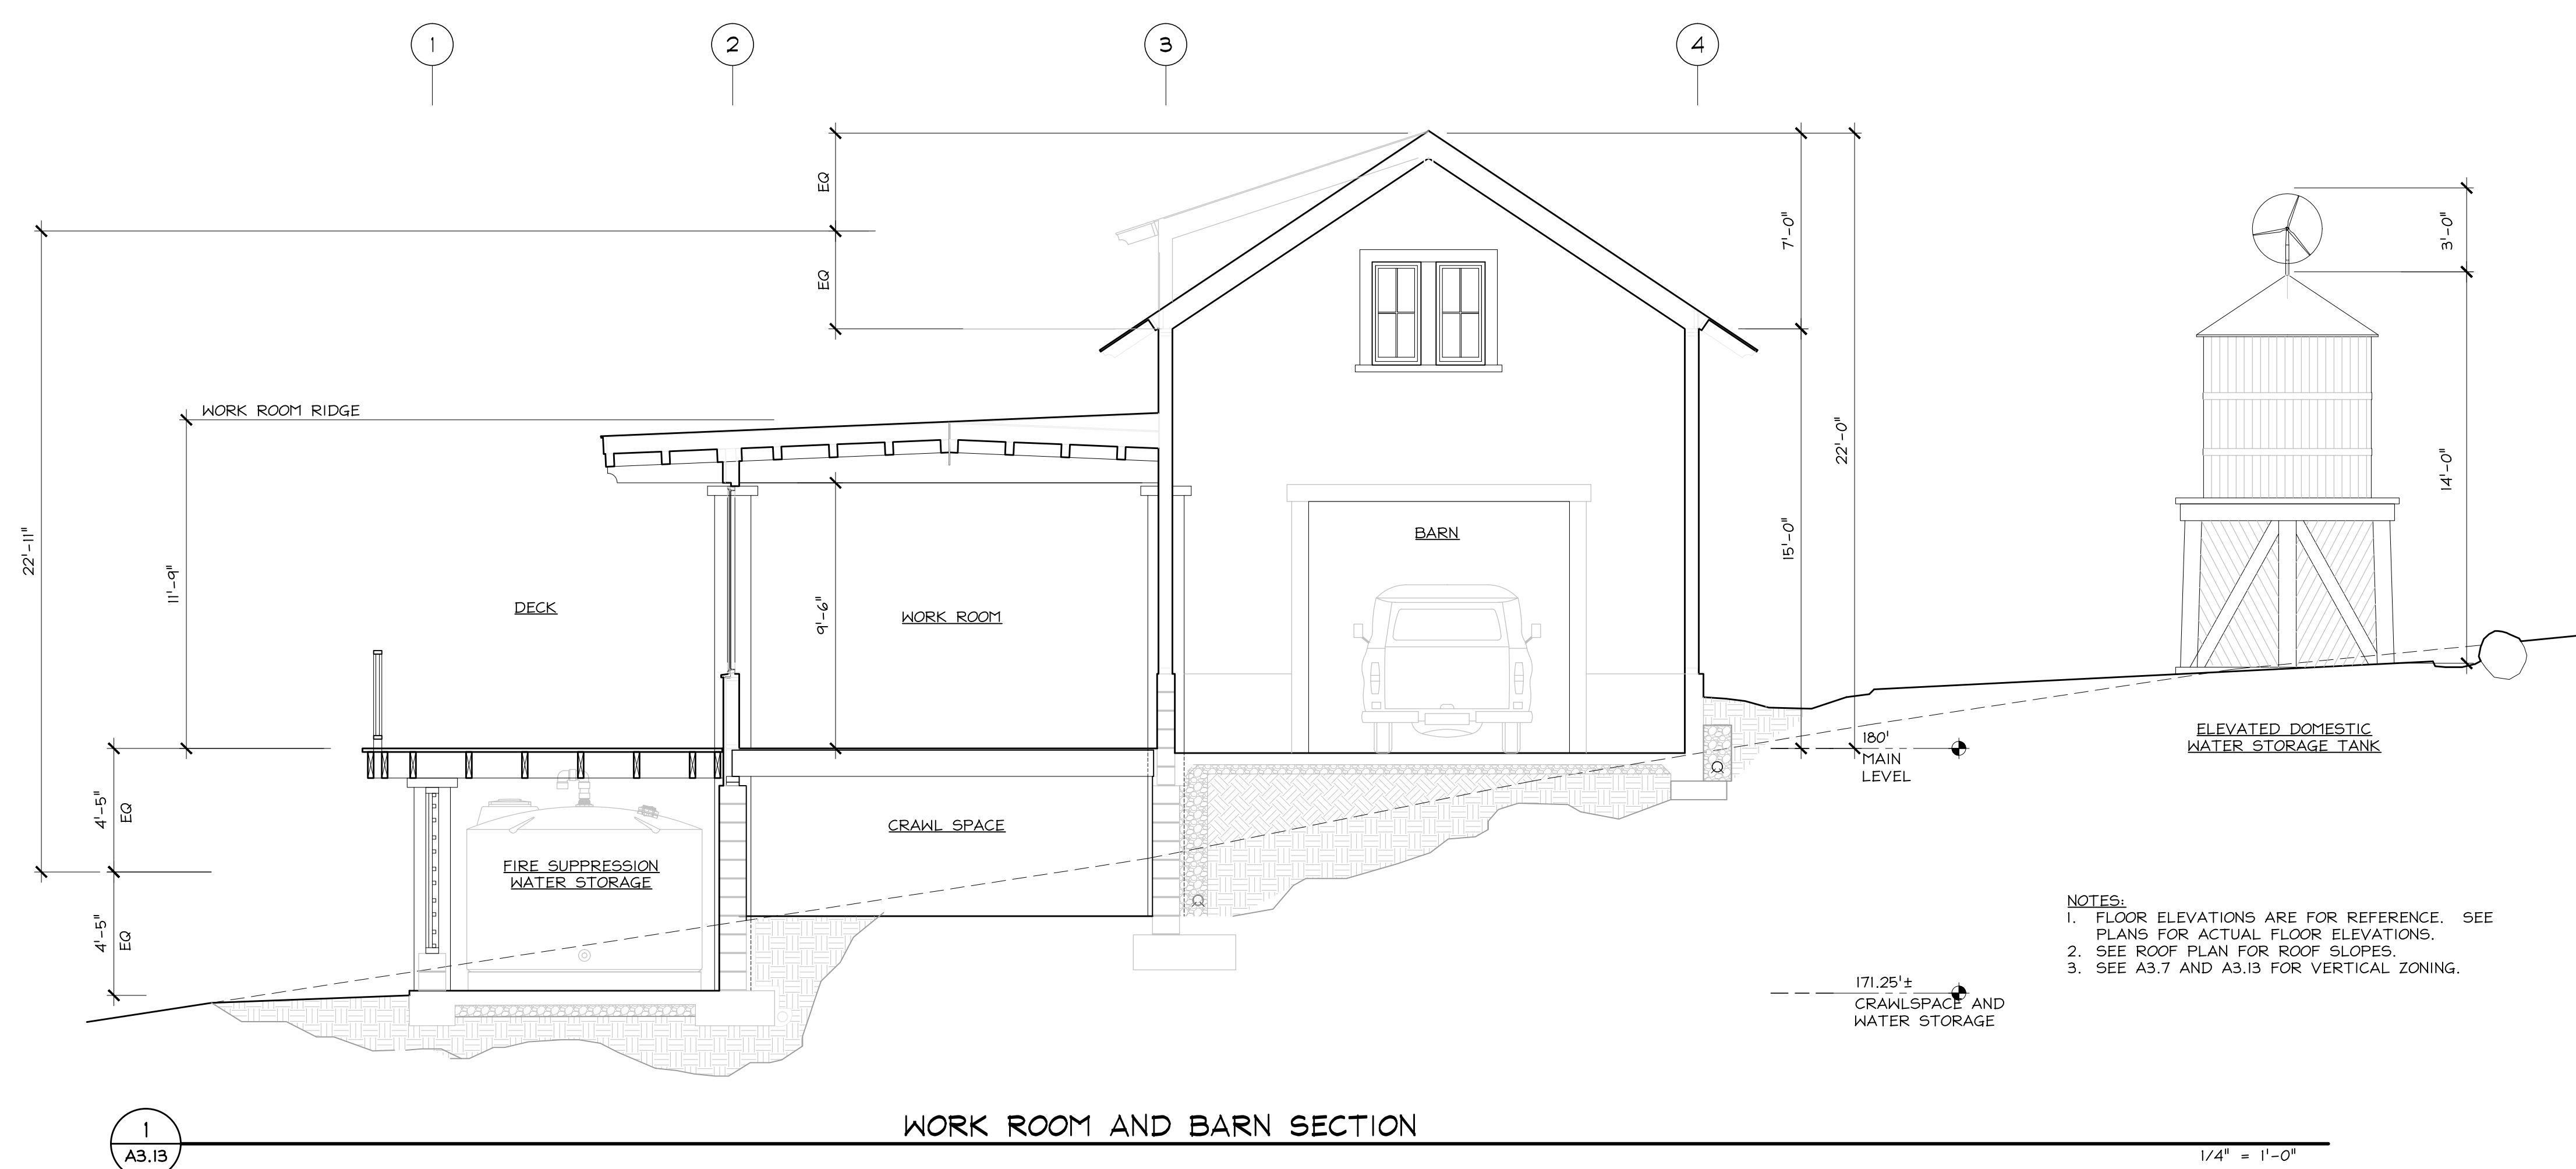 1
2
3
4
EQ
EQ
7'-0"
22'-0"
15'-0"
3'-0"
14'-0"
WORK ROOM RIDGE
22'-11"
11'-9"
DECK
9'-6"
WORK ROOM
BARN
180'
MAIN
LEVEL
ELEVATED DOMESTIC
WATER STORAGE TANK
4'-5"
EQ
4'-5"
EQ
CRAWL SPACE
FIRE SUPPRESSION
WATER STORAGE
NOTES:
1. FLOOR ELEVATIONS ARE FOR REFERENCE. SEE
PLANS FOR ACTUAL FLOOR ELEVATIONS.
2. SEE ROOF PLAN FOR ROOF SLOPES.
3. SEE A3.7 AND A3.13 FOR VERTICAL ZONING.
171.25'±
CRAWLSPACE AND
WATER STORAGE
1
A3.13
WORK ROOM AND BARN SECTION
1/4" = 1'-0"